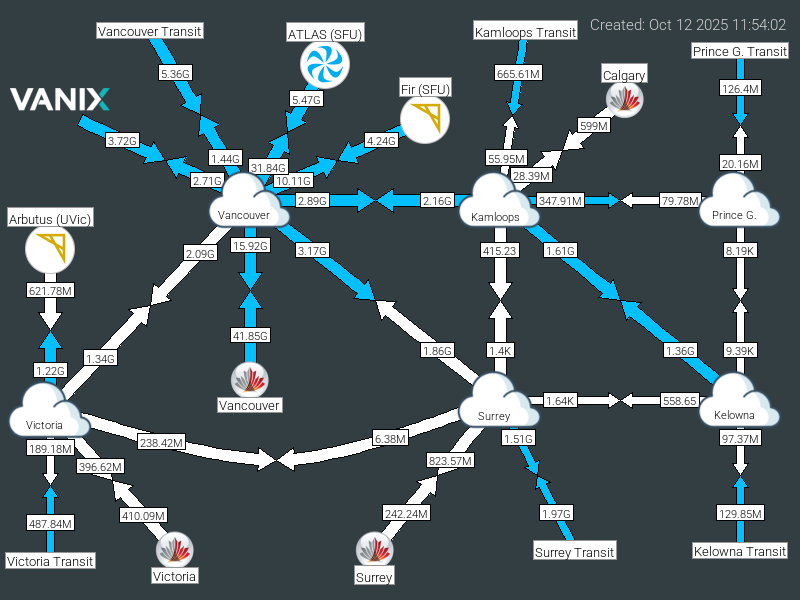 Created: Oct 12 2025 11:54:02
Vancouver Transit
ATLAS (SFU)
Kamloops Transit
Prince G. Transit
5.36G
665.61M
Calgary
126.4M
VANIX
5.47G
Fir (SFU)
599M
3.72G
4.24G
1.44G
55.95M
20.16M
31.84G
28.39M
2.71G
10.11G
2.89G
2.16G
347.91M
79.78M
Arbutus (UVic)
Vancouver
Kamloops
Prince G.
2.09G
15.92G
3.17G
415.23
1.61G
8.19K
621.78M
1.34G
41.85G
1.86G
1.4K
1.36G
9.39K
1.22G
Vancouver
1.64K
558.65
Victoria
Surrey
Kelowna
189.18M
238.42M
6.38M
1.51G
97.37M
396.62M
823.57M
487.84M
410.09M
242.24M
1.97G
129.85M
Victoria Transit
Victoria
Surrey
Surrey Transit
Kelowna Transit